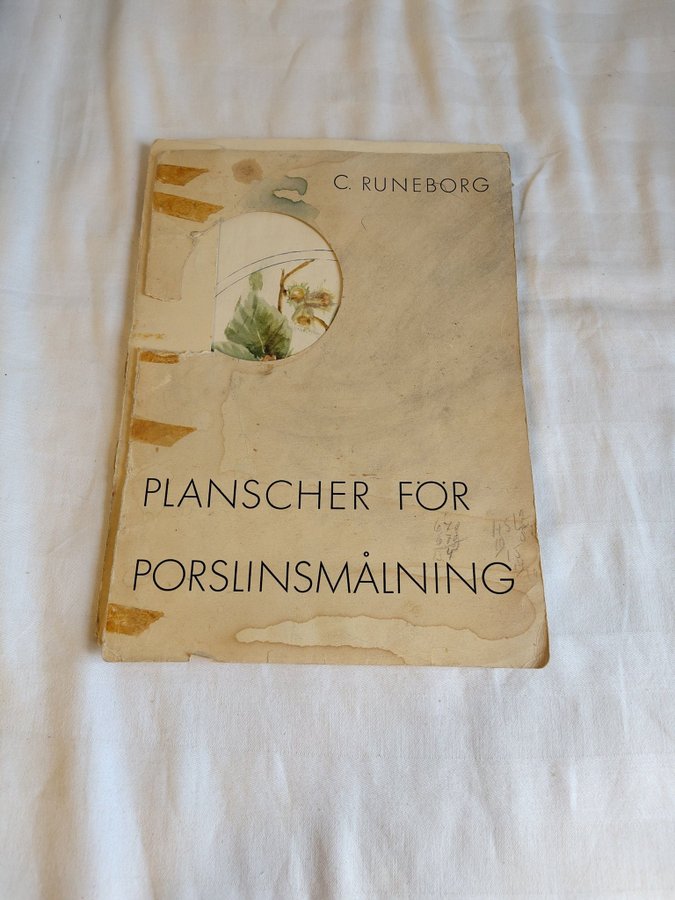 C. RUNEBORG
PLANSCHER FÖR
PORSLINSMÅLNING